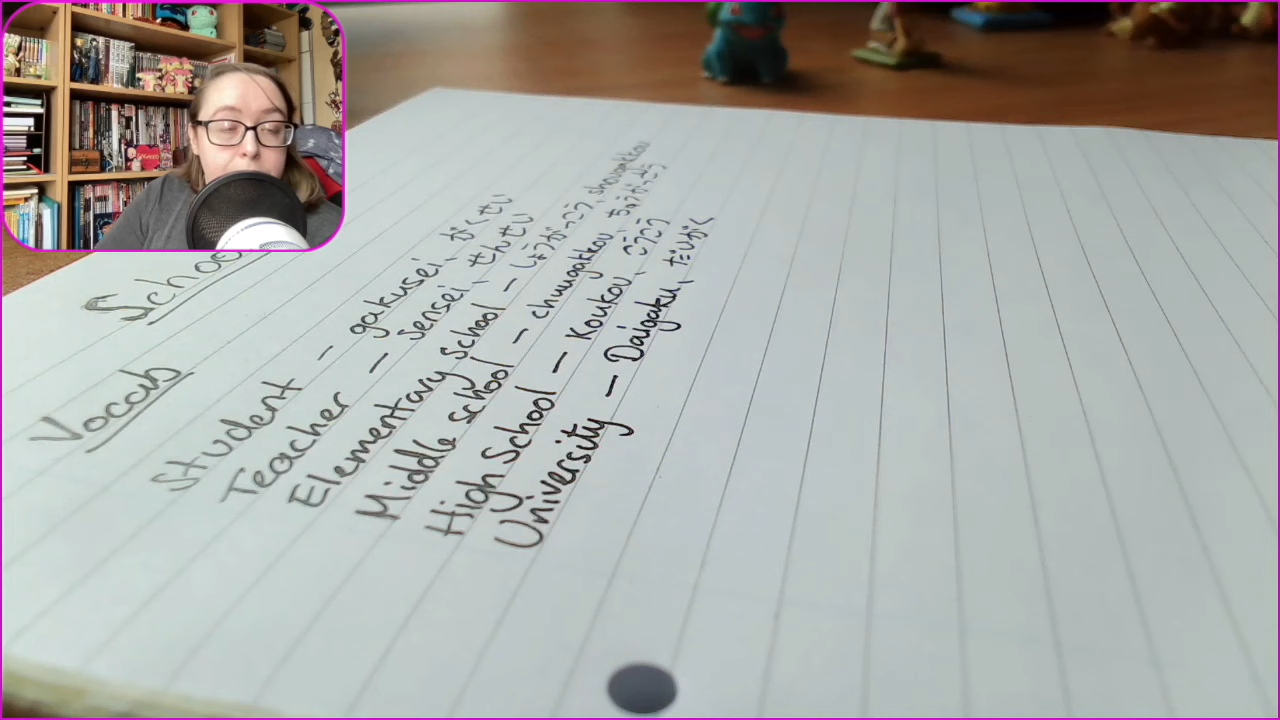 School
Vocab
Student - gakusei、がくせい
Teacher - Sensei、せんせい
Elementary School - しょうがっこう, shougakkou
Middle school - chuugakkou、ちゅうがっこう
High School - Koukou、こうこう
University - Daigaku、だいがく